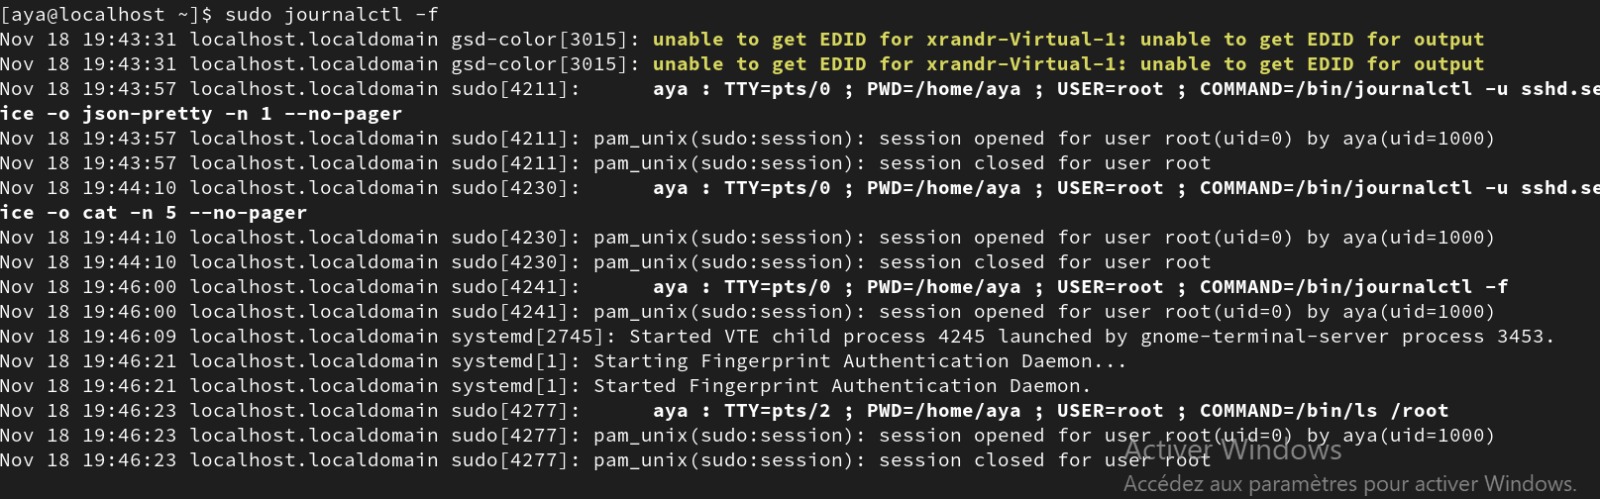 [aya@localhost ~]$ sudo journalctl -f
Nov 18 19:43:31 localhost.localdomain gsd-color[3015]: unable to get EDID for xrandr-Virtual-1: unable to get EDID for output
Nov 18 19:43:31 localhost.localdomain gsd-color[3015]: unable to get EDID for xrandr-Virtual-1: unable to get EDID for output
Nov 18 19:43:57 localhost.localdomain sudo[4211]:      aya : TTY=pts/0 ; PWD=/home/aya ; USER=root ; COMMAND=/bin/journalctl -u sshd.se
ice -o json-pretty -n 1 --no-pager
Nov 18 19:43:57 localhost.localdomain sudo[4211]: pam_unix(sudo:session): session opened for user root(uid=0) by aya(uid=1000)
Nov 18 19:43:57 localhost.localdomain sudo[4211]: pam_unix(sudo:session): session closed for user root
Nov 18 19:44:10 localhost.localdomain sudo[4230]:      aya : TTY=pts/0 ; PWD=/home/aya ; USER=root ; COMMAND=/bin/journalctl -u sshd.se
ice -o cat -n 5 --no-pager
Nov 18 19:44:10 localhost.localdomain sudo[4230]: pam_unix(sudo:session): session opened for user root(uid=0) by aya(uid=1000)
Nov 18 19:44:10 localhost.localdomain sudo[4230]: pam_unix(sudo:session): session closed for user root
Nov 18 19:46:00 localhost.localdomain sudo[4241]:      aya : TTY=pts/0 ; PWD=/home/aya ; USER=root ; COMMAND=/bin/journalctl -f
Nov 18 19:46:00 localhost.localdomain sudo[4241]: pam_unix(sudo:session): session opened for user root(uid=0) by aya(uid=1000)
Nov 18 19:46:09 localhost.localdomain systemd[2745]: Started VTE child process 4245 launched by gnome-terminal-server process 3453.
Nov 18 19:46:21 localhost.localdomain systemd[1]: Starting Fingerprint Authentication Daemon...
Nov 18 19:46:21 localhost.localdomain systemd[1]: Started Fingerprint Authentication Daemon.
Nov 18 19:46:23 localhost.localdomain sudo[4277]:      aya : TTY=pts/2 ; PWD=/home/aya ; USER=root ; COMMAND=/bin/ls /root
Nov 18 19:46:23 localhost.localdomain sudo[4277]: pam_unix(sudo:session): session opened for user root(uid=0) by aya(uid=1000)
Nov 18 19:46:23 localhost.localdomain sudo[4277]: pam_unix(sudo:session): session closed for user root
Activer Windows
Accédez aux paramètres pour activer Windows.